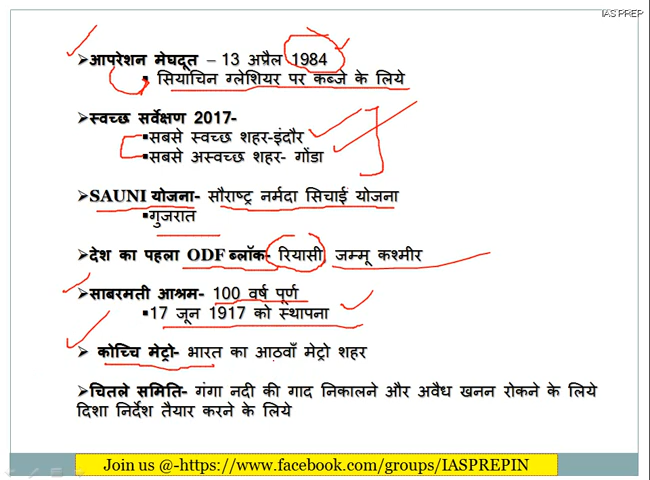 IAS PREP
➢आपरेशन मेघदूत – 13 अप्रैल 1984
▪ सियाचिन ग्लेशियर पर कब्जे के लिये
➢स्वच्छ सर्वेक्षण 2017-
▪सबसे स्वच्छ शहर-इंदौर
▪सबसे अस्वच्छ शहर- गोंडा
➢SAUNI योजना- सौराष्ट्र नर्मदा सिचाई योजना
▪गुजरात
➢देश का पहला ODF ब्लॉक- रियासी जम्मू कश्मीर
➢साबरमती आश्रम- 100 वर्ष पूर्ण
▪17 जून 1917 को स्थापना
➢ कोच्चि मेट्रो- भारत का आठवाँ मेट्रो शहर
➢चितले समिति- गंगा नदी की गाद निकालने और अवैध खनन रोकने के लिये
दिशा निर्देश तैयार करने के लिये
Join us @-https://www.facebook.com/groups/IASPREPIN